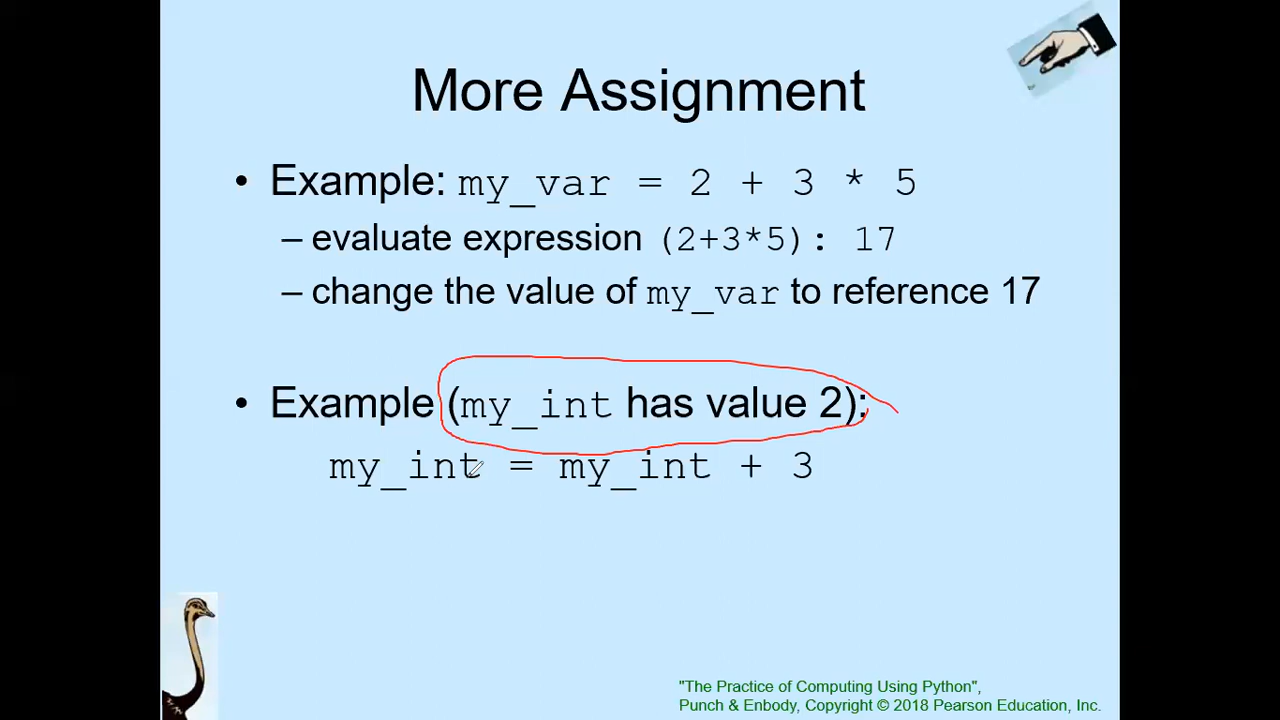 More Assignment
• Example: my_var = 2 + 3 * 5
– evaluate expression (2+3*5): 17
– change the value of my_var to reference 17
• Example (my_int has value 2):
my_int = my_int + 3
"The Practice of Computing Using Python",
Punch & Enbody, Copyright © 2018 Pearson Education, Inc.